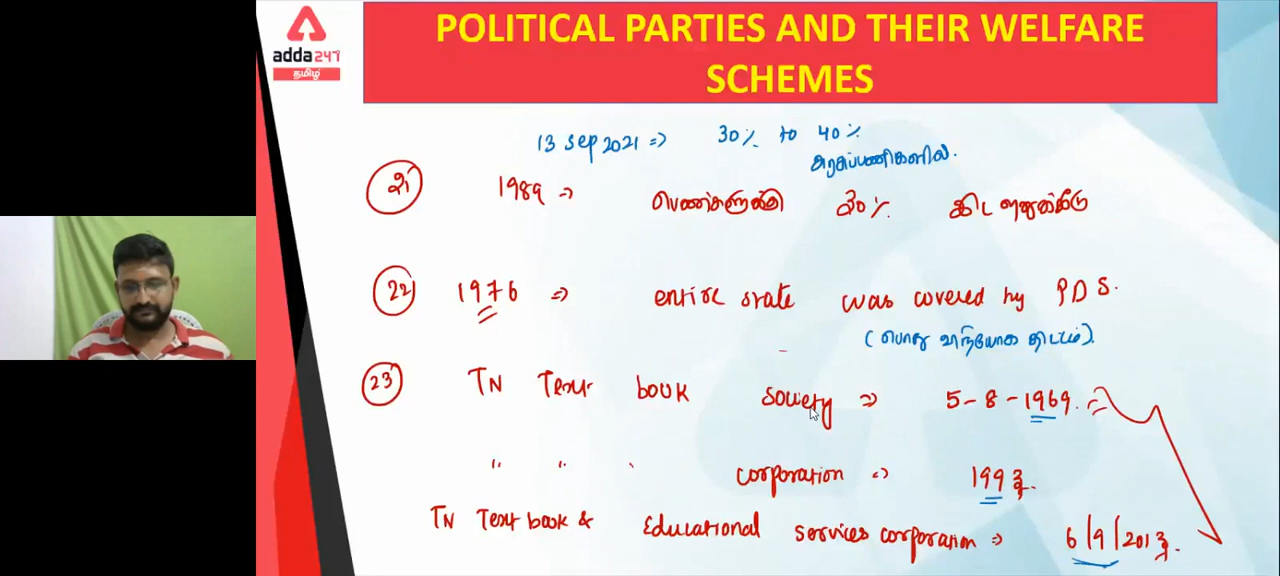 adda247
தமிழ்
POLITICAL PARTIES AND THEIR WELFARE
SCHEMES
13 Sep 2021 => 30% to 40%
அரசுப்பணிகளில்.
21 1989 => பெண்களுக்கு 30% இடஒதுக்கீடு
22 1976 => entire state was covered by PDS.
(பொது விநியோக திட்டம்).
23 TN Text book society => 5-8-1969. =>
" " " corporation => 1993.
TN Text book & Educational services corporation => 6/9/2013.